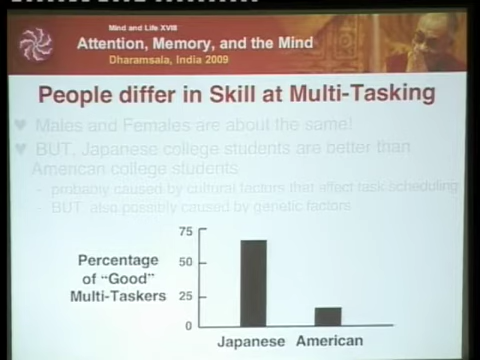 Mind and Life XVIII
Attention, Memory, and the Mind
Dharamsala, India 2009
People differ in Skill at Multi-Tasking
Males and Females are about the same!
BUT, Japanese college students are better than
American college students
- probably caused by cultural factors that affect task scheduling
- BUT, also possibly caused by genetic factors
Percentage
of "Good"
Multi-Taskers
75
50
25
0
Japanese American